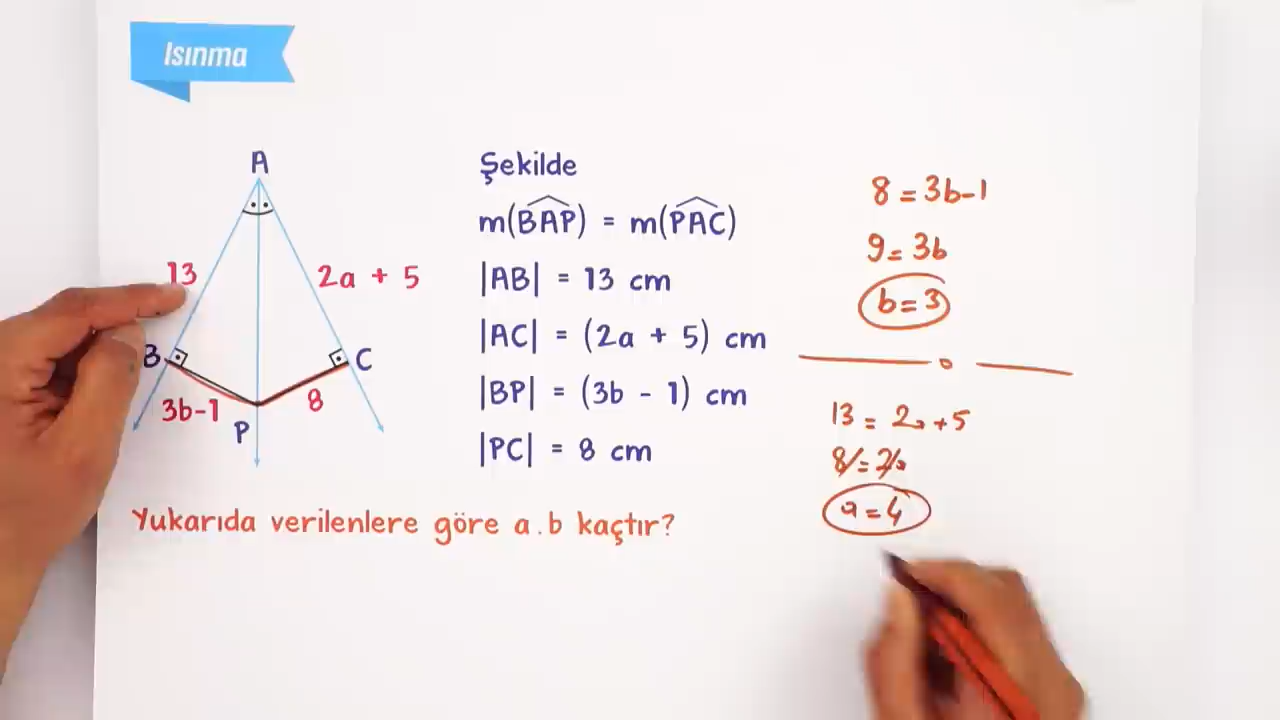 Isınma
A
13
2a + 5
B
C
3b-1
8
P
Şekilde
m(BAP) = m(PAC)
|AB| = 13 cm
|AC| = (2a + 5) cm
|BP| = (3b - 1) cm
|PC| = 8 cm
Yukarıda verilenlere göre a.b kaçtır?
8 = 3b-1
9 = 3b
b = 3
13 = 2a + 5
8 = 2a
a = 4